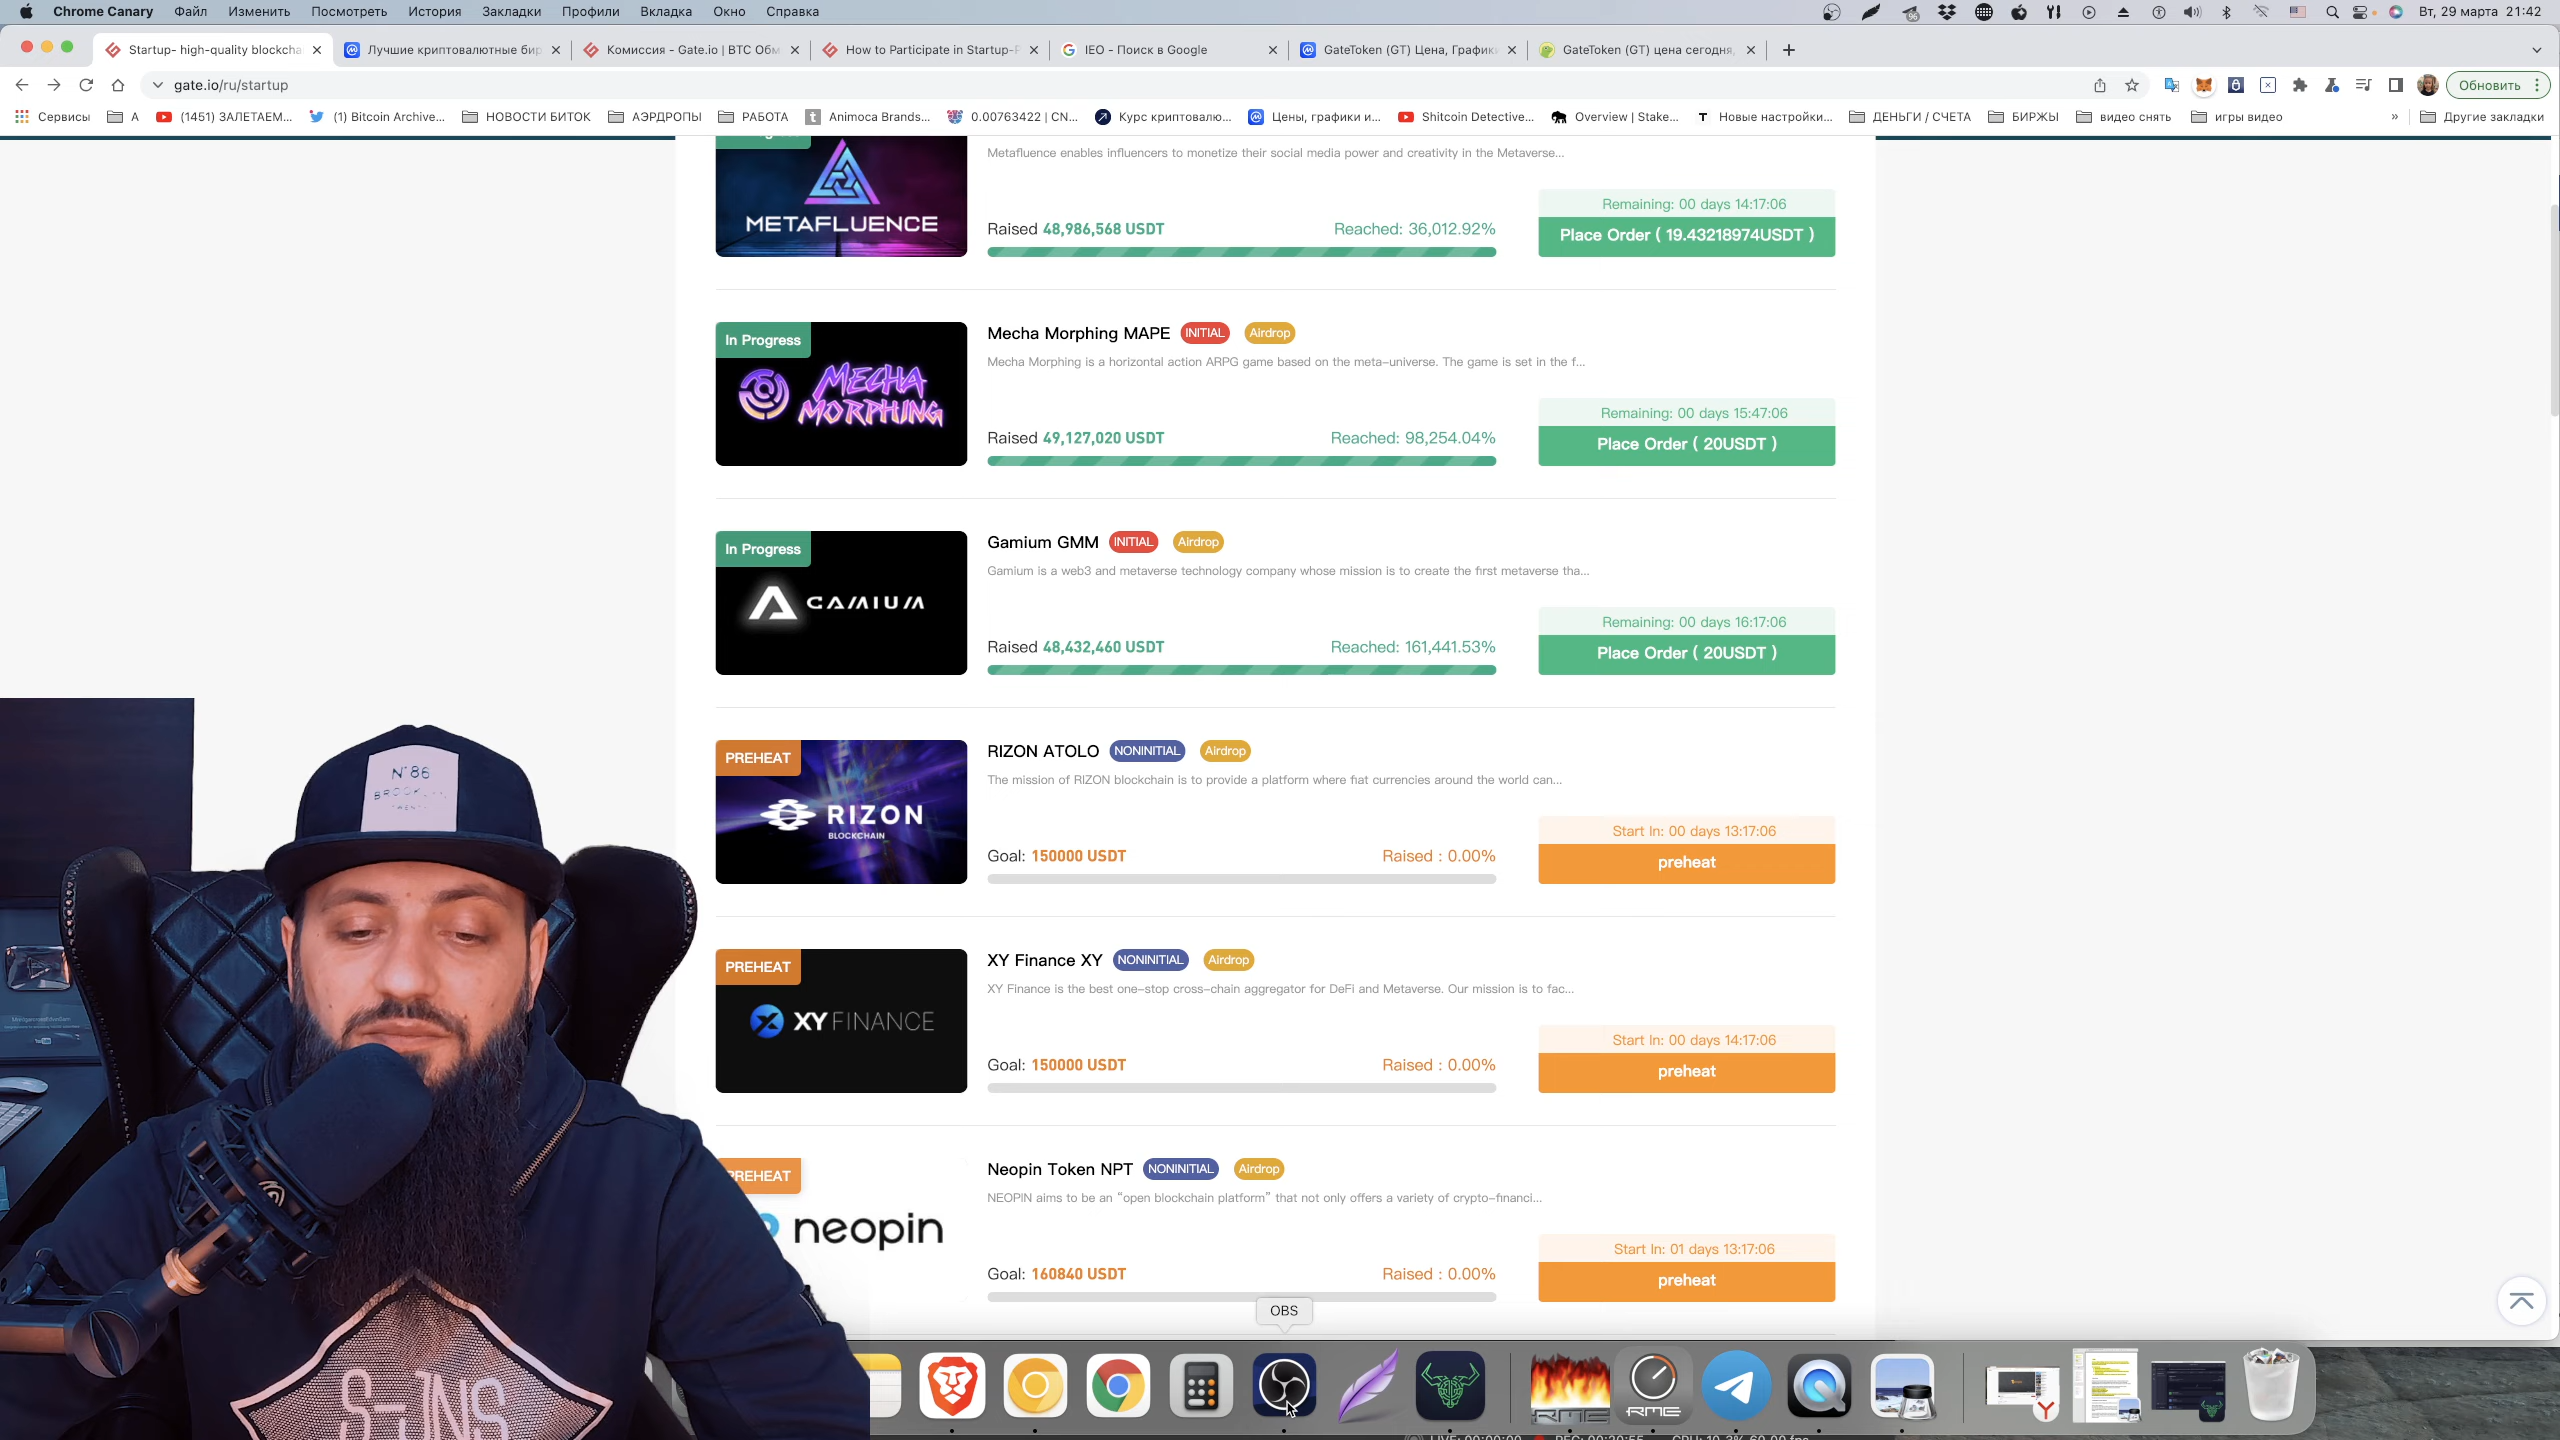 Chrome Canary Файл Изменить Посмотреть История Закладки Профили Вкладка Окно Справка
Вт, 29 марта 21:42
Startup- high-quality blockcha
Лучшие криптовалютные бир
Комиссия - Gate.io | BTC Обм
How to Participate in Startup-P
IEO - Поиск в Google
GateToken (GT) Цена, График
GateToken (GT) цена сегодня,
gate.io/ru/startup
Обновить
Сервисы
А
(1451) ЗАЛЕТАЕМ...
(1) Bitcoin Archive...
НОВОСТИ БИТОК
АЭРДРОПЫ
РАБОТА
Animoca Brands...
0.00763422 | CN...
Курс криптовалю...
Цены, графики и...
Shitcoin Detective...
Overview | Stake...
Новые настройки...
ДЕНЬГИ / СЧЕТА
БИРЖЫ
видео снять
игры видео
»
Другие закладки
METAFLUENCE
Metafluence enables influencers to monetize their social media power and creativity in the Metaverse...
Raised 48,986,568 USDT
Reached: 36,012.92%
Remaining: 00 days 14:17:06
Place Order ( 19.43218974USDT )
In Progress
MECHA
MORPHING
Mecha Morphing MAPE INITIAL Airdrop
Mecha Morphing is a horizontal action ARPG game based on the meta-universe. The game is set in the f...
Raised 49,127,020 USDT
Reached: 98,254.04%
Remaining: 00 days 15:47:06
Place Order ( 20USDT )
In Progress
GAMIUM
Gamium GMM INITIAL Airdrop
Gamium is a web3 and metaverse technology company whose mission is to create the first metaverse tha...
Raised 48,432,460 USDT
Reached: 161,441.53%
Remaining: 00 days 16:17:06
Place Order ( 20USDT )
PREHEAT
RIZON
BLOCKCHAIN
RIZON ATOLO NONINITIAL Airdrop
The mission of RIZON blockchain is to provide a platform where fiat currencies around the world can...
Goal: 150000 USDT
Raised : 0.00%
Start In: 00 days 13:17:06
preheat
PREHEAT
XY FINANCE
XY Finance XY NONINITIAL Airdrop
XY Finance is the best one-stop cross-chain aggregator for DeFi and Metaverse. Our mission is to fac...
Goal: 150000 USDT
Raised : 0.00%
Start In: 00 days 14:17:06
preheat
PREHEAT
neopin
Neopin Token NPT NONINITIAL Airdrop
NEOPIN aims to be an "open blockchain platform" that not only offers a variety of crypto-financi...
Goal: 160840 USDT
Raised : 0.00%
Start In: 01 days 13:17:06
preheat
OBS
N°86
RME
RME